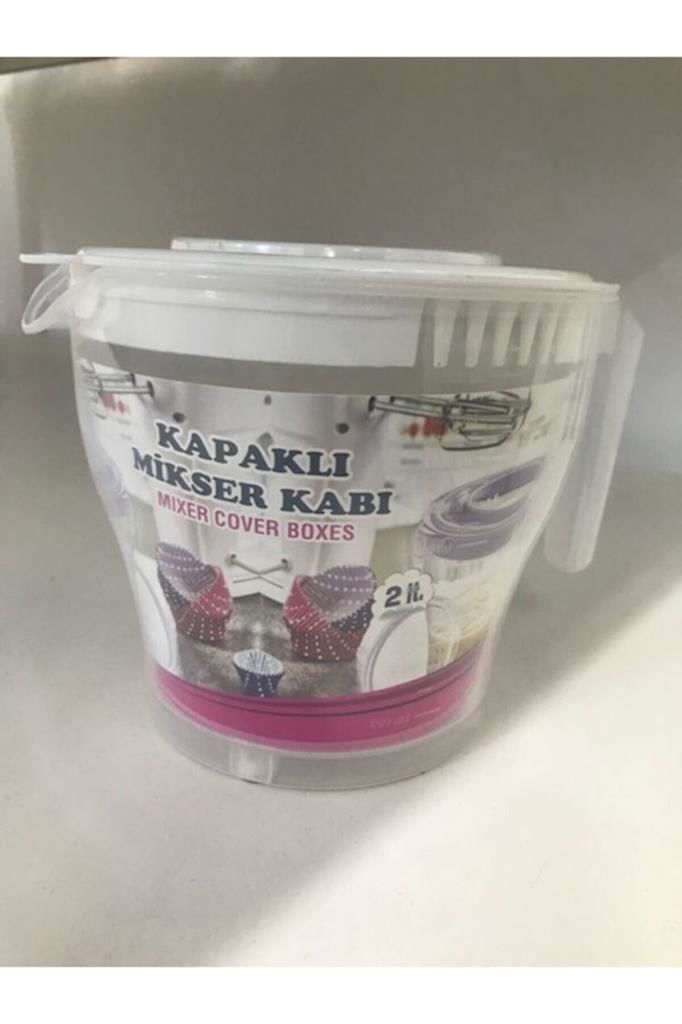 KAPAKLI
MİKSER KABI
MIXER COVER BOXES
2 lt.